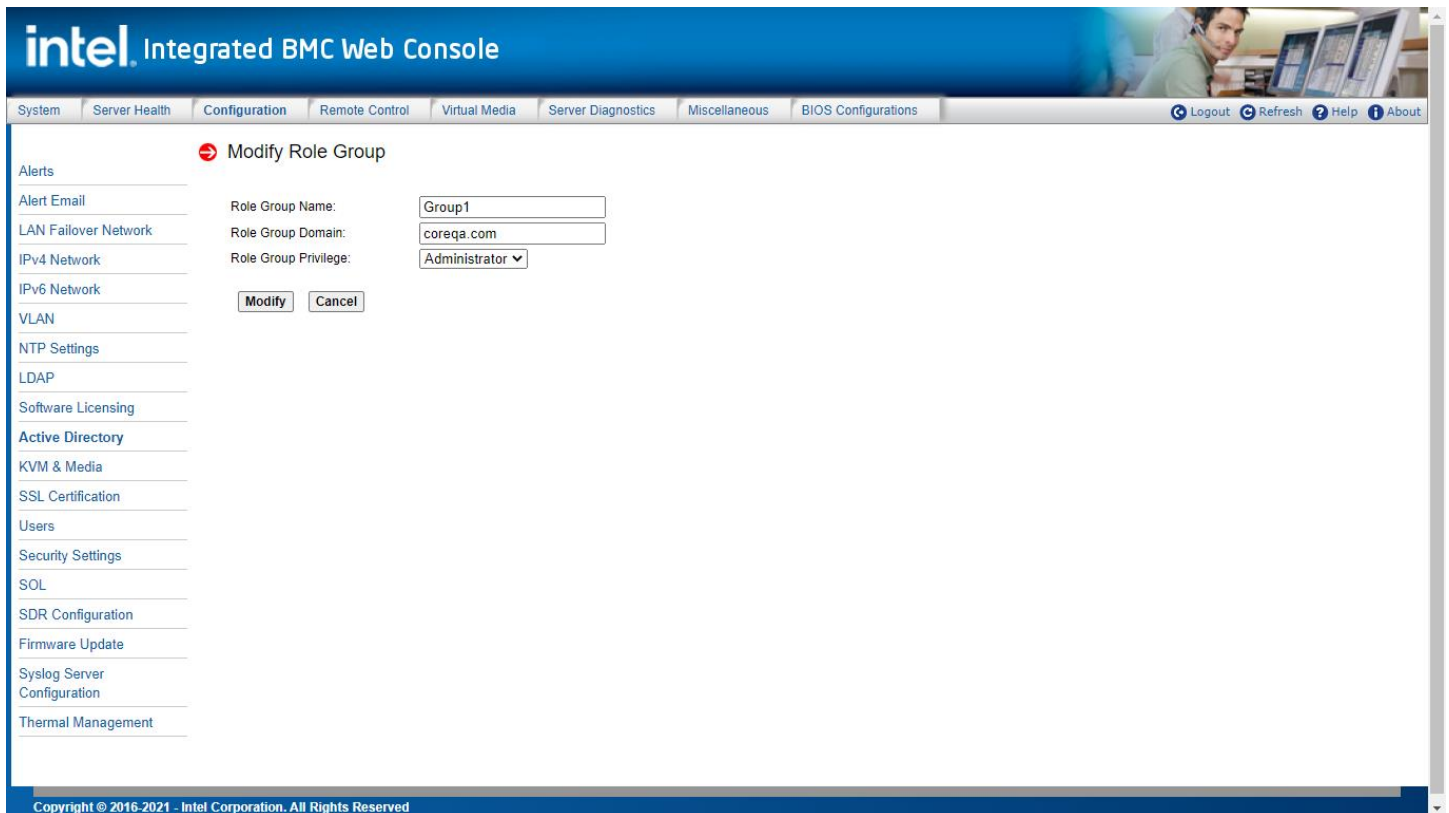 intel. Integrated BMC Web Console
System Server Health Configuration Remote Control Virtual Media Server Diagnostics Miscellaneous BIOS Configurations Logout Refresh Help About
Modify Role Group
Alerts
Alert Email
LAN Failover Network
IPv4 Network
IPv6 Network
VLAN
NTP Settings
LDAP
Software Licensing
Active Directory
KVM & Media
SSL Certification
Users
Security Settings
SOL
SDR Configuration
Firmware Update
Syslog Server
Configuration
Thermal Management
Role Group Name: Group1
Role Group Domain: coreqa.com
Role Group Privilege: Administrator
Modify Cancel
Copyright © 2016-2021 - Intel Corporation. All Rights Reserved